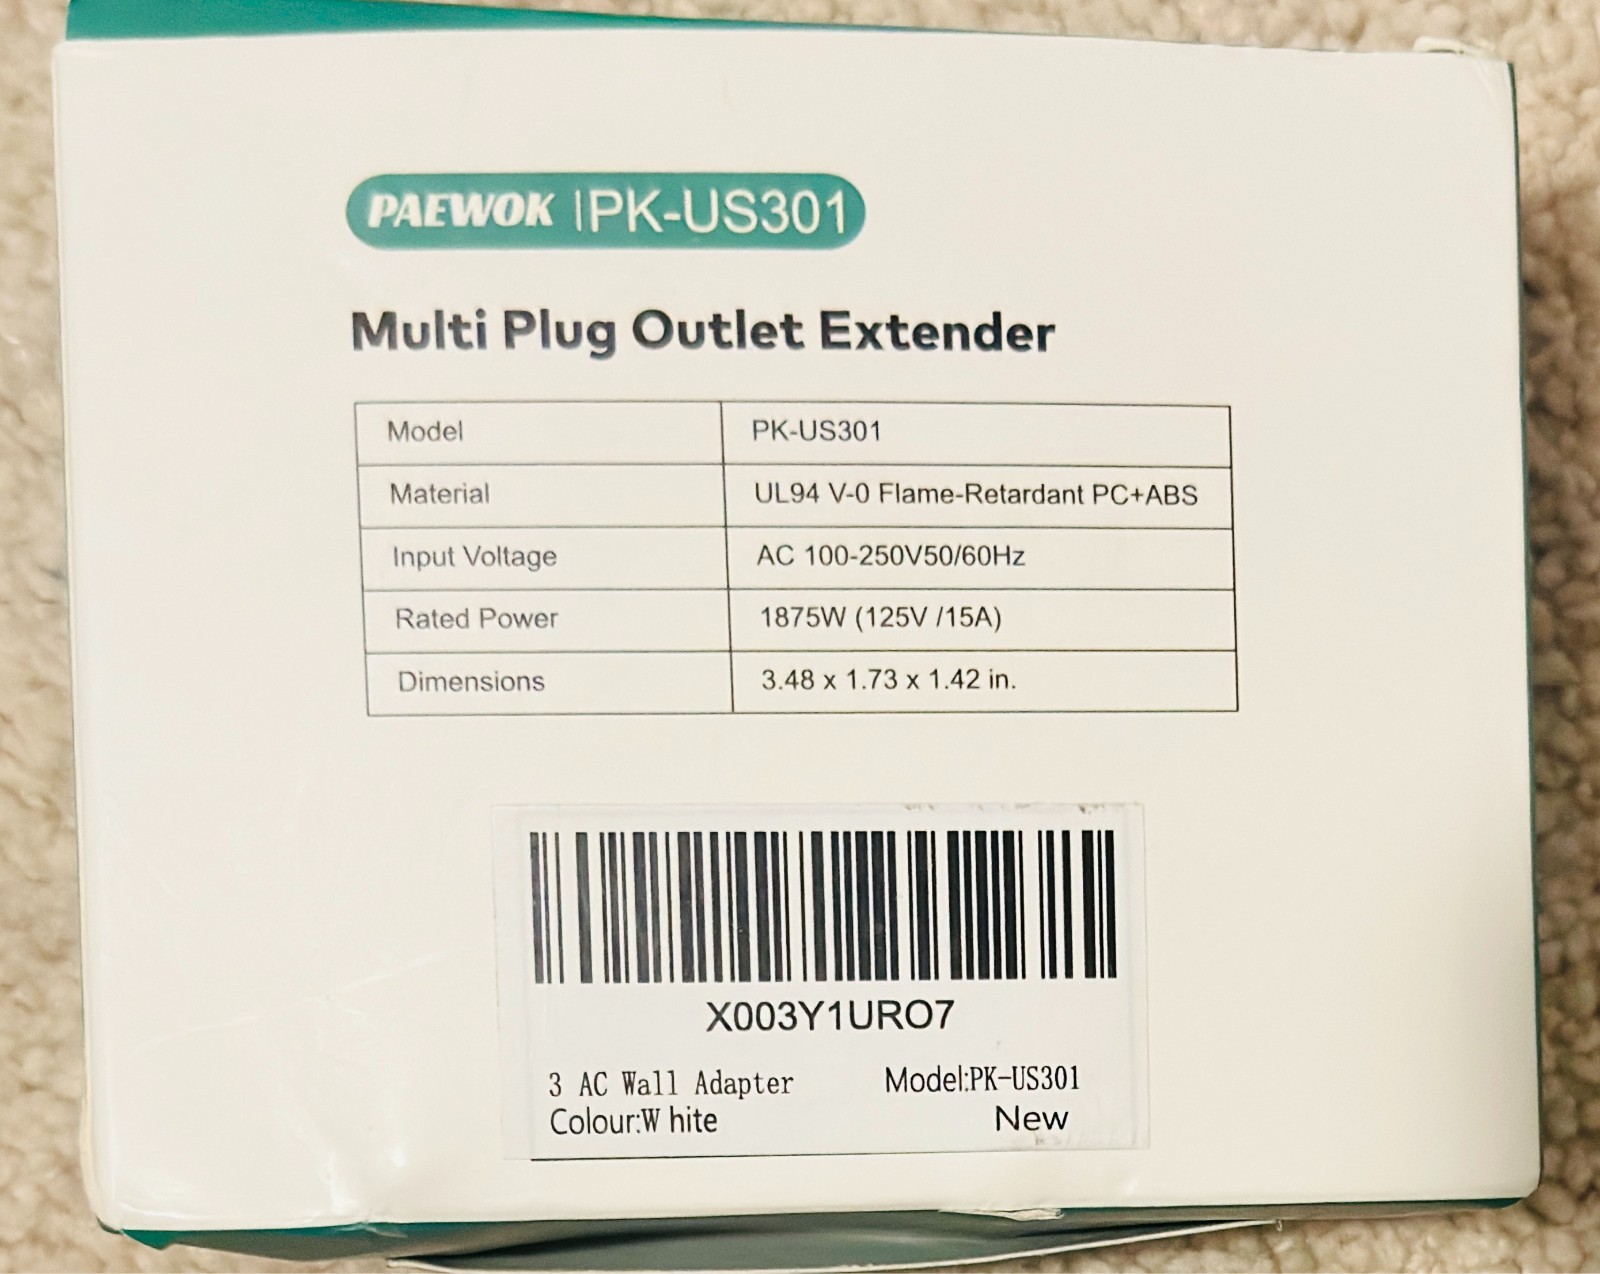 PAEWOK | PK-US301
Multi Plug Outlet Extender
Model PK-US301
Material UL94 V-0 Flame-Retardant PC+ABS
Input Voltage AC 100-250V50/60Hz
Rated Power 1875W (125V /15A)
Dimensions 3.48 x 1.73 x 1.42 in.
X003Y1URO7
3 AC Wall Adapter Model:PK-US301
Colour:W hite New